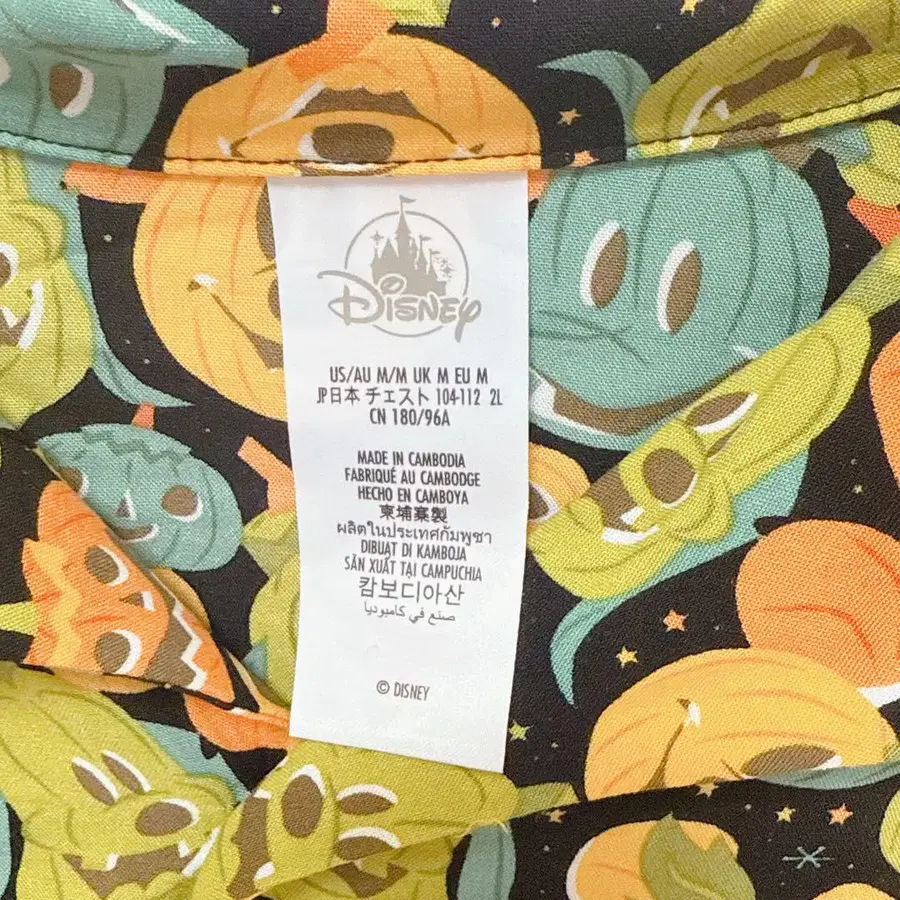 DISNEY
US/AU M/M UK M EU M
JP日本 チェスト 104-112 2L
CN 180/96A
MADE IN CAMBODIA
FABRIQUÉ AU CAMBODGE
HECHO EN CAMBOYA
柬埔寨製
ผลิตในประเทศกัมพูชา
DIBUAT DI KAMBOJA
SẢN XUẤT TẠI CAMPUCHIA
캄보디아산
صنع في كامبوديا
© DISNEY